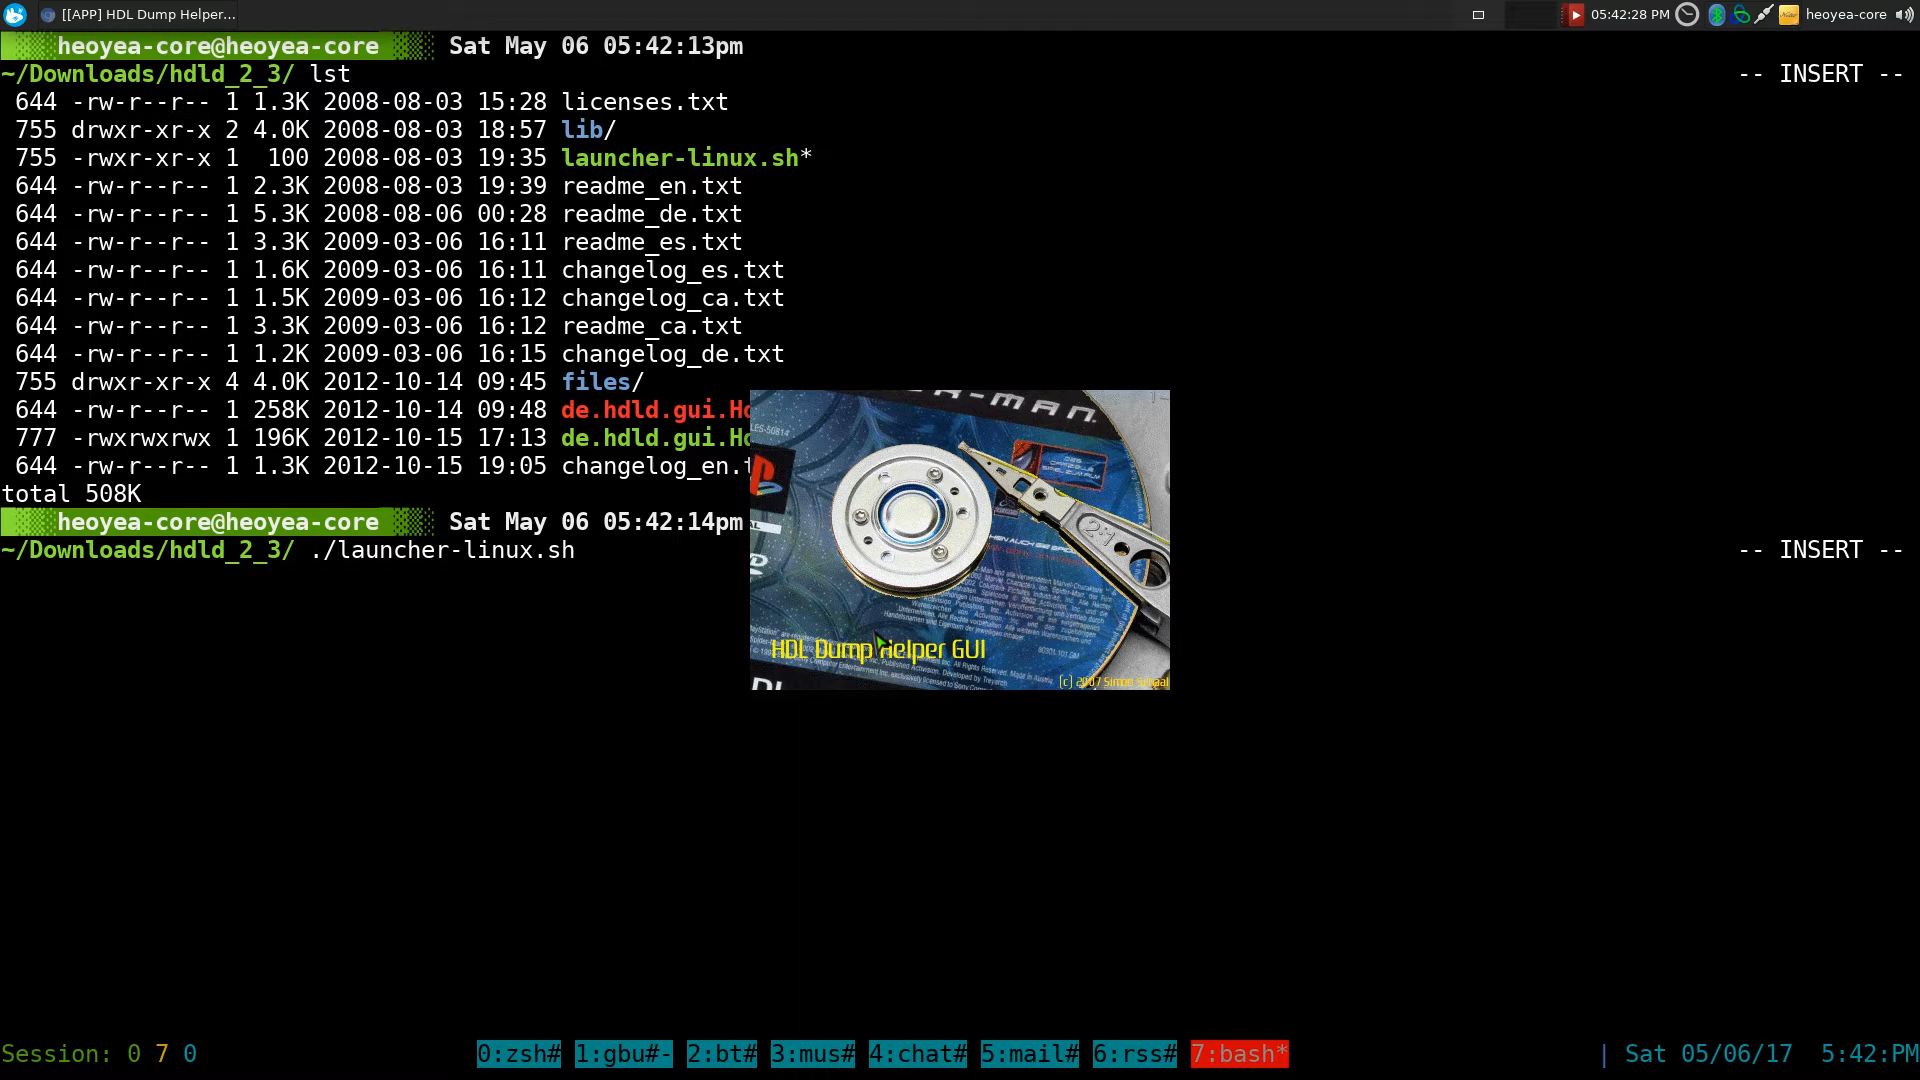 [[APP] HDL Dump Helper... 05:42:28 PM heoyea-core
heoyea-core@heoyea-core Sat May 06 05:42:13pm
~/Downloads/hdld_2_3/ lst -- INSERT --
644 -rw-r--r-- 1 1.3K 2008-08-03 15:28 licenses.txt
755 drwxr-xr-x 2 4.0K 2008-08-03 18:57 lib/
755 -rwxr-xr-x 1 100 2008-08-03 19:35 launcher-linux.sh*
644 -rw-r--r-- 1 2.3K 2008-08-03 19:39 readme_en.txt
644 -rw-r--r-- 1 5.3K 2008-08-06 00:28 readme_de.txt
644 -rw-r--r-- 1 3.3K 2009-03-06 16:11 readme_es.txt
644 -rw-r--r-- 1 1.6K 2009-03-06 16:11 changelog_es.txt
644 -rw-r--r-- 1 1.5K 2009-03-06 16:12 changelog_ca.txt
644 -rw-r--r-- 1 3.3K 2009-03-06 16:12 readme_ca.txt
644 -rw-r--r-- 1 1.2K 2009-03-06 16:15 changelog_de.txt
755 drwxr-xr-x 4 4.0K 2012-10-14 09:45 files/
644 -rw-r--r-- 1 258K 2012-10-14 09:48 de.hdld.gui.Hd
777 -rwxrwxrwx 1 196K 2012-10-15 17:13 de.hdld.gui.Hd
644 -rw-r--r-- 1 1.3K 2012-10-15 19:05 changelog_en.t
total 508K
heoyea-core@heoyea-core Sat May 06 05:42:14pm
~/Downloads/hdld_2_3/ ./launcher-linux.sh -- INSERT --
R-MAN
2:1
HDL Dump Helper GUI
(c) 2007 Simon Schaal
Session: 0 7 0 0:zsh# 1:gbu#- 2:bt# 3:mus# 4:chat# 5:mail# 6:rss# 7:bash* | Sat 05/06/17 5:42:PM